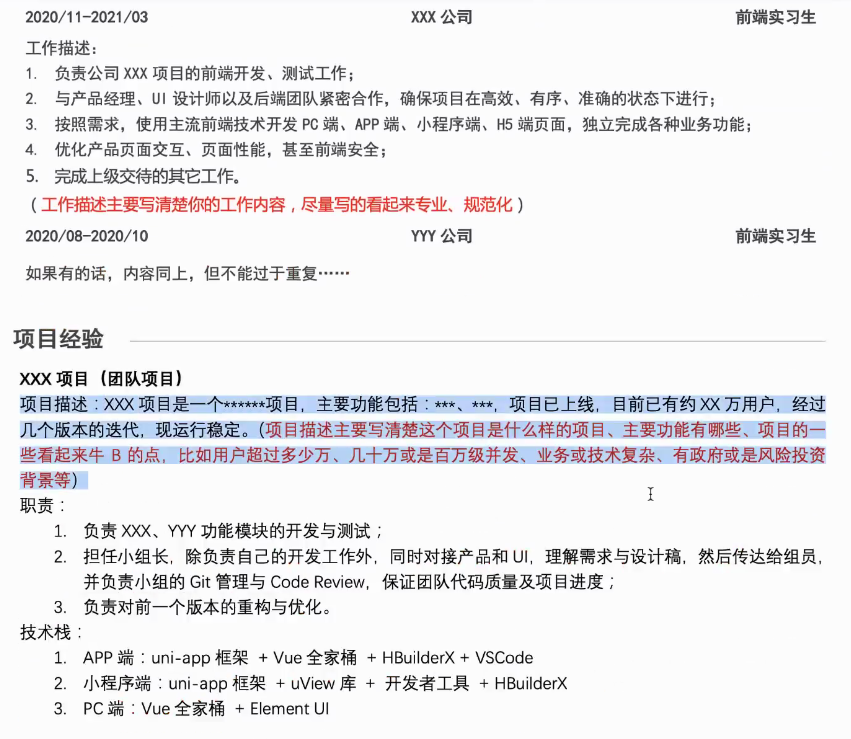 2020/11-2021/03 XXX 公司 前端实习生
工作描述：
1. 负责公司 XXX 项目的前端开发、测试工作；
2. 与产品经理、UI 设计师以及后端团队紧密合作，确保项目在高效、有序、准确的状态下进行；
3. 按照需求，使用主流前端技术开发 PC 端、APP 端、小程序端、H5 端页面，独立完成各种业务功能；
4. 优化产品页面交互、页面性能，甚至前端安全；
5. 完成上级交待的其它工作。
（工作描述主要写清楚你的工作内容，尽量写的看起来专业、规范化）
2020/08-2020/10 YYY 公司 前端实习生
如果有的话，内容同上，但不能过于重复……
项目经验
XXX 项目（团队项目）
项目描述：XXX 项目是一个******项目，主要功能包括：***、***，项目已上线，目前已有约 XX 万用户，经过
几个版本的迭代，现运行稳定。（项目描述主要写清楚这个项目是什么样的项目、主要功能有哪些、项目的一
些看起来牛 B 的点，比如用户超过多少万、几十万或是百万级并发、业务或技术复杂、有政府或是风险投资
背景等）
职责：
1. 负责 XXX、YYY 功能模块的开发与测试；
2. 担任小组长，除负责自己的开发工作外，同时对接产品和 UI，理解需求与设计稿，然后传达给组员，
并负责小组的 Git 管理与 Code Review，保证团队代码质量及项目进度；
3. 负责对前一个版本的重构与优化。
技术栈：
1. APP 端：uni-app 框架 + Vue 全家桶 + HBuilderX + VSCode
2. 小程序端：uni-app 框架 + uView 库 + 开发者工具 + HBuilderX
3. PC 端：Vue 全家桶 + Element UI